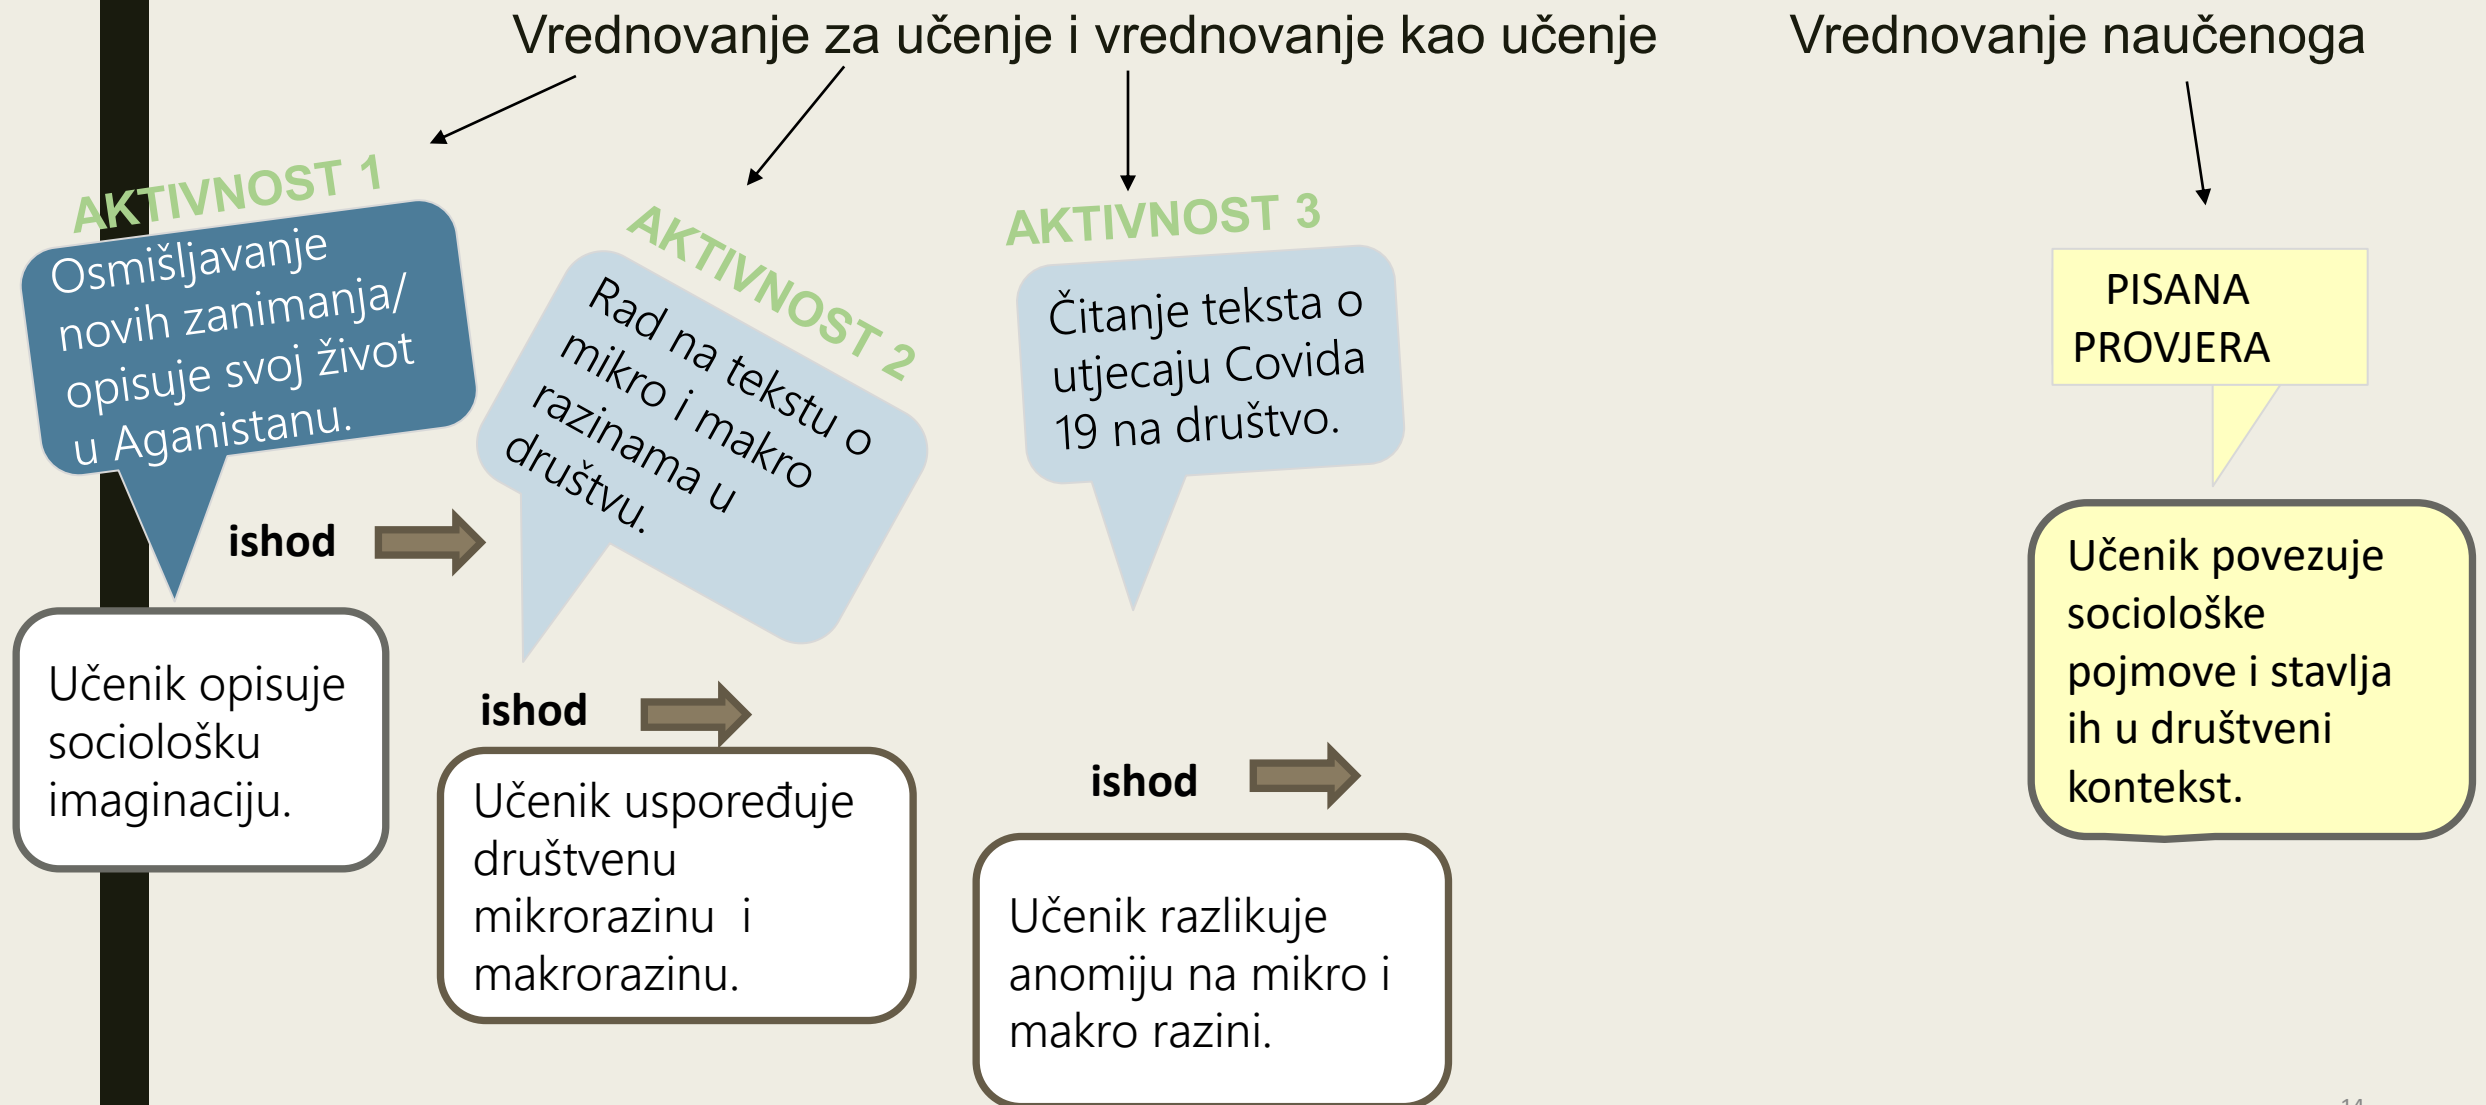 Vrednovanje za učenje i vrednovanje kao učenje
Vrednovanje naučenoga
AKTIVNOST 1
Osmišljavanje
novih zanimanja/
opisuje svoj život
u Aganistanu.
ishod
Učenik opisuje
sociološku
imaginaciju.
AKTIVNOST 2
Rad na tekstu o
mikro i makro
razinama u
društvu.
ishod
Učenik uspoređuje
društvenu
mikrorazinu i
makrorazinu.
AKTIVNOST 3
Čitanje teksta o
utjecaju Covida
19 na društvo.
ishod
Učenik razlikuje
anomiju na mikro i
makro razini.
PISANA
PROVJERA
Učenik povezuje
sociološke
pojmove i stavlja
ih u društveni
kontekst.
14